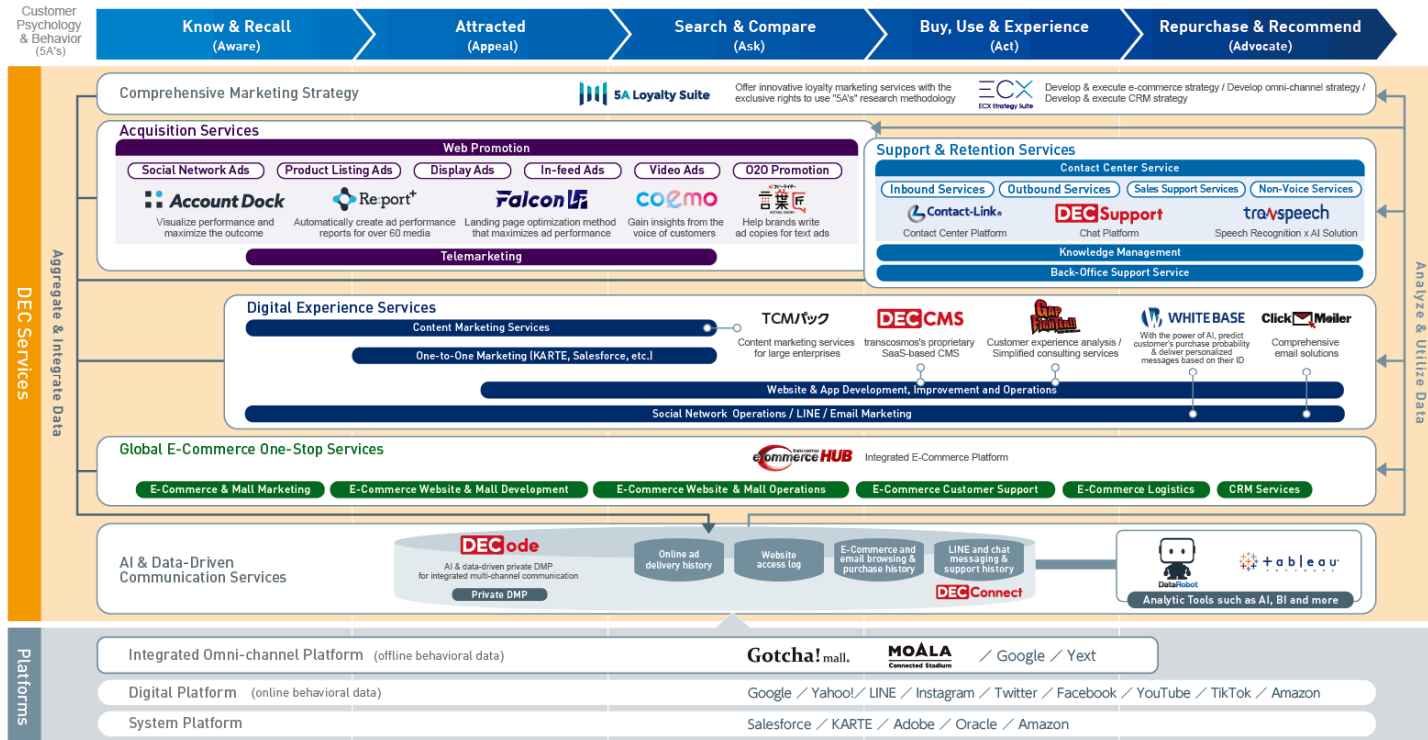 Customer
Psychology
& Behavior
(5A's)
Know & Recall
(Aware)
Attracted
(Appeal)
Search & Compare
(Ask)
Buy, Use & Experience
(Act)
Repurchase & Recommend
(Advocate)
DEC Services
Aggregate & Integrate Data
Analyze & Utilize Data
Comprehensive Marketing Strategy
5A Loyalty Suite
Offer innovative loyalty marketing services with the
exclusive rights to use "5A's" research methodology
ECX
ECX Strategy Suite
Develop & execute e-commerce strategy / Develop omni-channel strategy /
Develop & execute CRM strategy
Acquisition Services
Web Promotion
Social Network Ads
Product Listing Ads
Display Ads
In-feed Ads
Video Ads
O2O Promotion
Account Dock
Visualize performance and
maximize the outcome
Re:port+
Automatically create ad performance
reports for over 60 media
Falcon
Landing page optimization method
that maximizes ad performance
coemo
Gain insights from the
voice of customers
言葉匠
Help brands write
ad copies for text ads
Telemarketing
Support & Retention Services
Contact Center Service
Inbound Services
Outbound Services
Sales Support Services
Non-Voice Services
Contact-Link
Contact Center Platform
DEC Support
Chat Platform
transpeech
Speech Recognition x AI Solution
Knowledge Management
Back-Office Support Service
Digital Experience Services
Content Marketing Services
One-to-One Marketing (KARTE, Salesforce, etc.)
TCMパック
Content marketing services
for large enterprises
DEC CMS
transcosmos's proprietary
SaaS-based CMS
GAP
FIGHTER!!
Customer experience analysis /
Simplified consulting services
WHITE BASE
With the power of AI, predict
customer's purchase probability
& deliver personalized
messages based on their ID
Click Mailer
Comprehensive
email solutions
Website & App Development, Improvement and Operations
Social Network Operations / LINE / Email Marketing
Global E-Commerce One-Stop Services
eCommerce HUB
Integrated E-Commerce Platform
E-Commerce & Mall Marketing
E-Commerce Website & Mall Development
E-Commerce Website & Mall Operations
E-Commerce Customer Support
E-Commerce Logistics
CRM Services
AI & Data-Driven
Communication Services
DECode
AI & data-driven private DMP
for integrated multi-channel communication
Private DMP
Online ad
delivery history
Website
access log
E-Commerce and
email browsing &
purchase history
LINE and chat
messaging &
support history
DEC Connect
DataRobot
+ableau
SOFTWARE
Analytic Tools such as AI, BI and more
Platforms
Integrated Omni-channel Platform (offline behavioral data)
Gotcha! mall.
MOALA
Connected Stadium
／Google／Yext
Digital Platform (online behavioral data)
Google／Yahoo!／LINE／Instagram／Twitter／Facebook／YouTube／TikTok／Amazon
System Platform
Salesforce／KARTE／Adobe／Oracle／Amazon